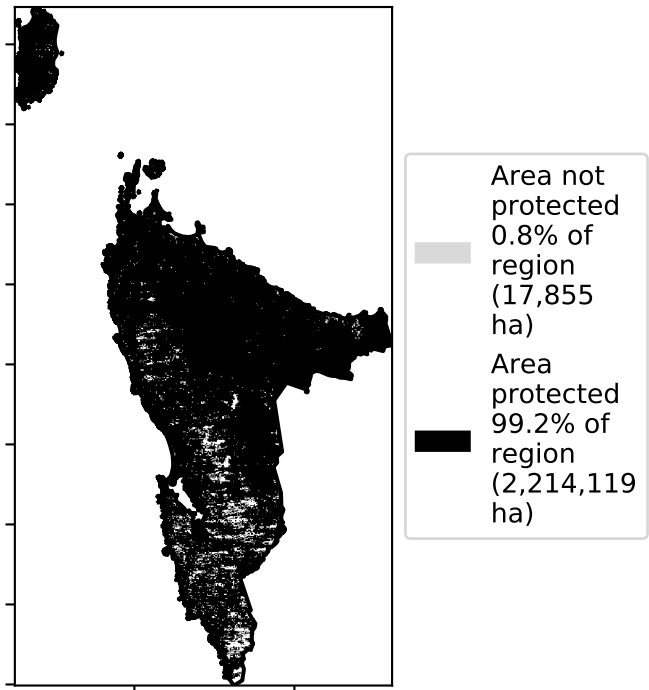 Area not
protected
0.8% of
region
(17,855
ha)
Area
protected
99.2% of
region
(2,214,119
ha)